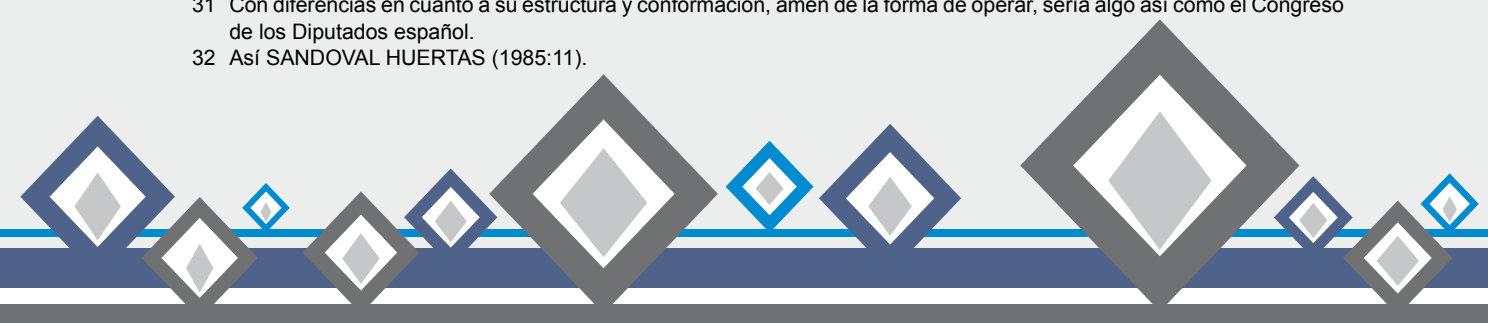 31 Con diferencias en cuanto a su estructura y conformación, amén de la forma de operar, sería algo así como el Congreso
de los Diputados español.
32 Así SANDOVAL HUERTAS (1985:11).